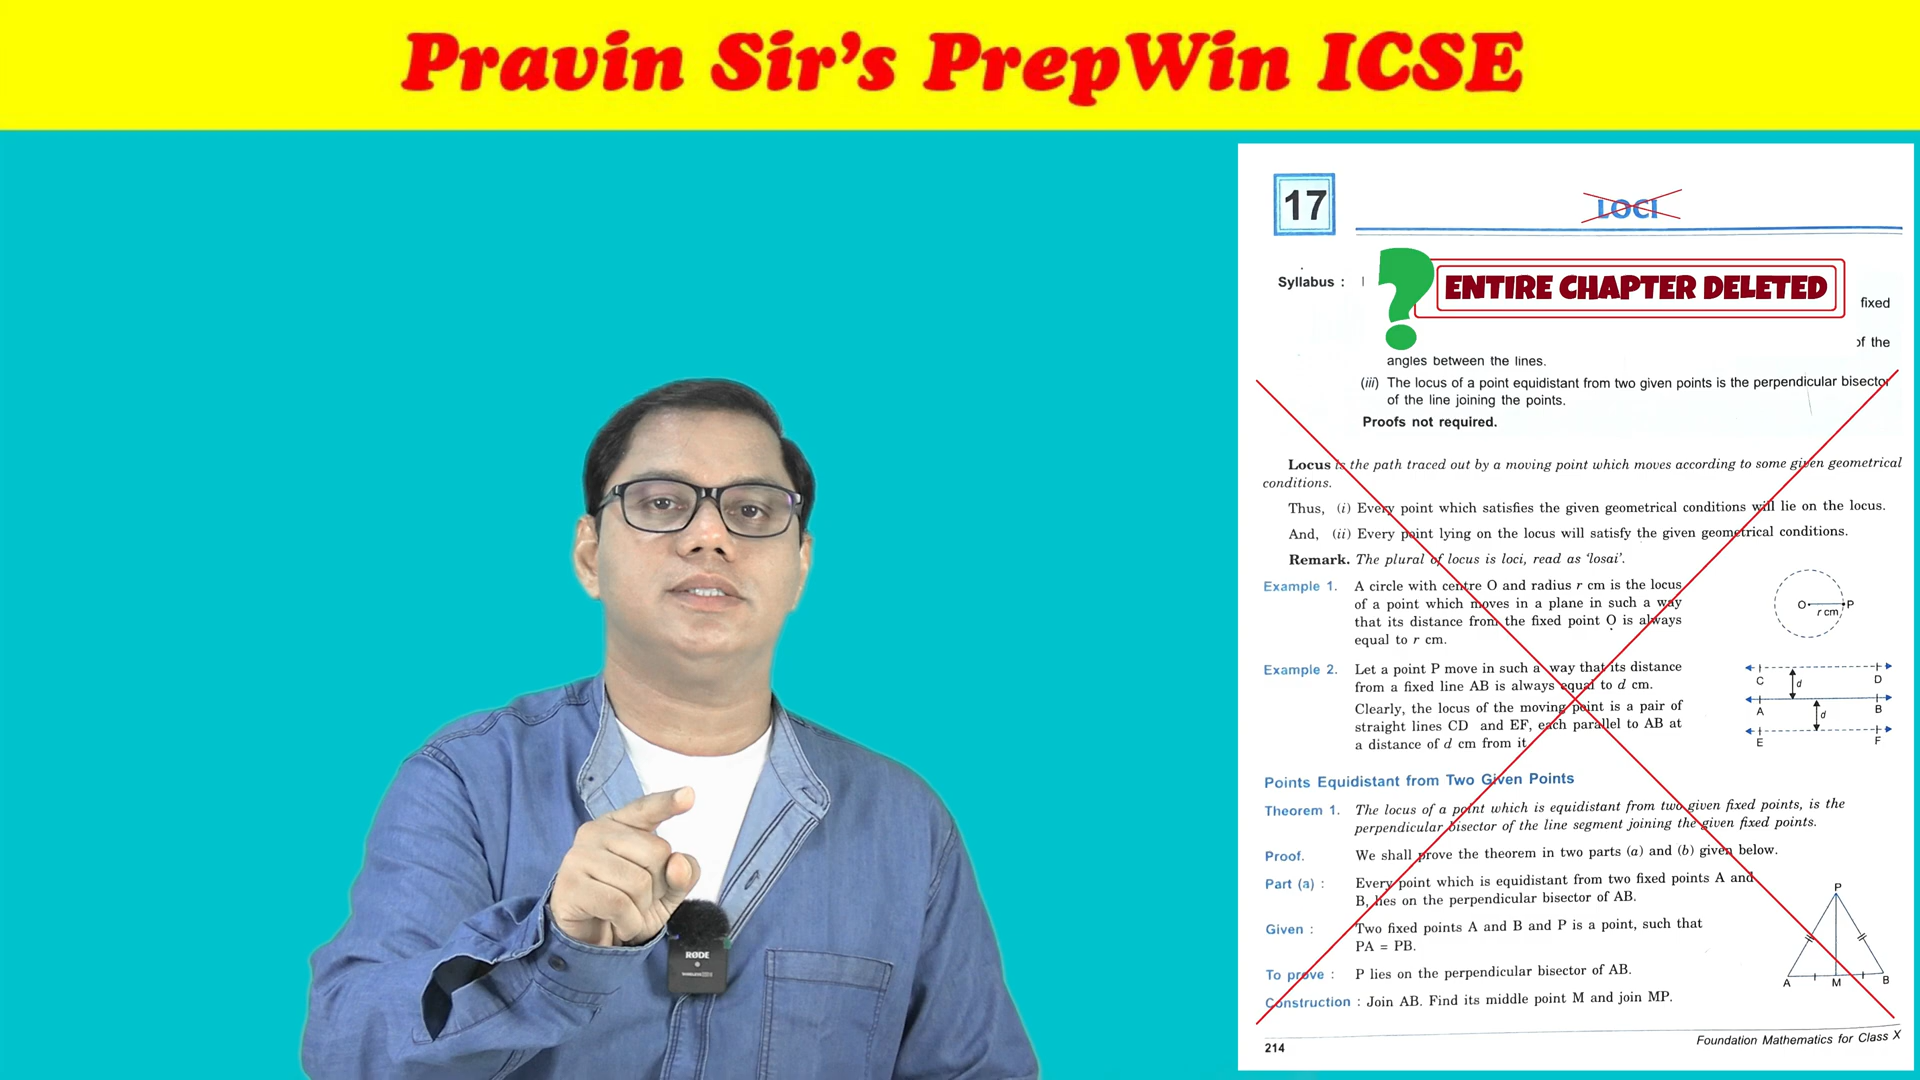 Pravin Sir's PrepWin ICSE
17
LOCI
Syllabus :
? ENTIRE CHAPTER DELETED
fixed
of the
angles between the lines.
(iii) The locus of a point equidistant from two given points is the perpendicular bisector
of the line joining the points.
Proofs not required.
Locus is the path traced out by a moving point which moves according to some given geometrical
conditions.
Thus, (i) Every point which satisfies the given geometrical conditions will lie on the locus.
And, (ii) Every point lying on the locus will satisfy the given geometrical conditions.
Remark. The plural of locus is loci, read as 'losai'.
Example 1. A circle with centre O and radius r cm is the locus
of a point which moves in a plane in such a way
that its distance from the fixed point O is always
equal to r cm.
O P
r cm
Example 2. Let a point P move in such a way that its distance
from a fixed line AB is always equal to d cm.
Clearly, the locus of the moving point is a pair of
straight lines CD and EF, each parallel to AB at
a distance of d cm from it.
C d D
A B
d
E F
Points Equidistant from Two Given Points
Theorem 1. The locus of a point which is equidistant from two given fixed points, is the
perpendicular bisector of the line segment joining the given fixed points.
Proof. We shall prove the theorem in two parts (a) and (b) given below.
Part (a) : Every point which is equidistant from two fixed points A and
B, lies on the perpendicular bisector of AB.
Given : Two fixed points A and B and P is a point, such that
PA = PB.
To prove : P lies on the perpendicular bisector of AB.
Construction : Join AB. Find its middle point M and join MP.
P
A M B
214
Foundation Mathematics for Class X
RØDE